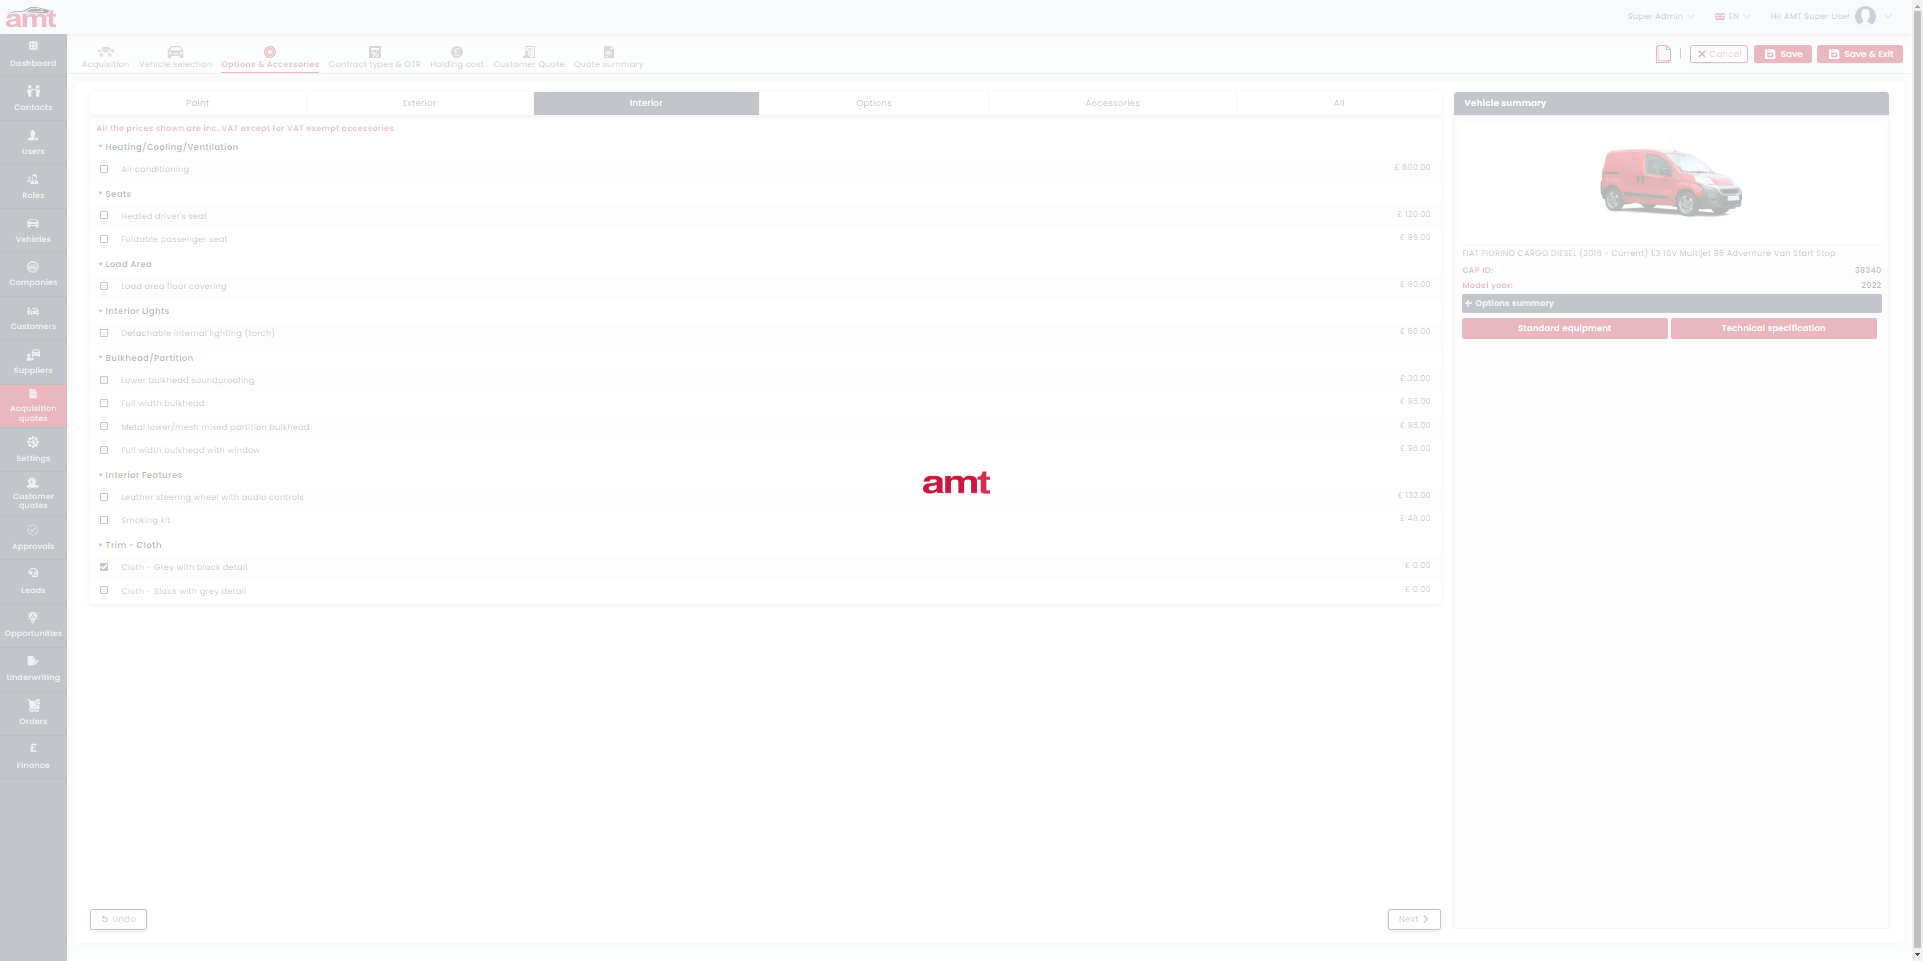 amt
Super Admin
EN
Hi! AMT Super User
Dashboard
Contacts
Users
Roles
Vehicles
Companies
Customers
Suppliers
Acquisition
quotes
Settings
Customer
quotes
Approvals
Leads
Opportunities
Underwriting
Orders
Finance
Acquisition
Vehicle selection
Options & Accessories
Contract types & OTR
Holding cost
Customer Quote
Quote summary
Cancel
Save
Save & Exit
Paint
Exterior
Interior
Options
Accessories
All
All the prices shown are inc. VAT except for VAT exempt accessories
Heating/Cooling/Ventilation
Air conditioning £ 600.00
Seats
Heated driver's seat £ 120.00
Foldable passenger seat £ 96.00
Load Area
Load area floor covering £ 60.00
Interior Lights
Detachable internal lighting (torch) £ 60.00
Bulkhead/Partition
Lower bulkhead soundproofing £ 30.00
Full width bulkhead £ 96.00
Metal lower/mesh mixed partition bulkhead £ 96.00
Full width bulkhead with window £ 96.00
Interior Features
Leather steering wheel with audio controls £ 132.00
Smoking kit £ 48.00
Trim - Cloth
Cloth - Grey with black detail £ 0.00
Cloth - Black with grey detail £ 0.00
amt
Undo
Next
Vehicle summary
FIAT FIORINO CARGO DIESEL (2016 - Current) 1.3 16V Multijet 95 Adventure Van Start Stop
CAP ID: 38340
Model year: 2022
+ Options summary
Standard equipment
Technical specification